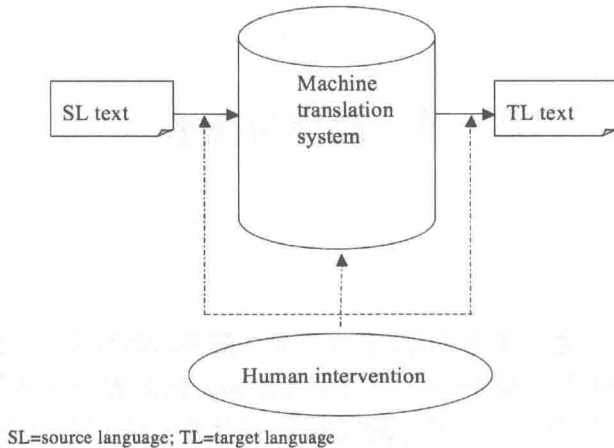 Machine
translation
system
SL text
TL text
Human intervention
SL=source language; TL=target language